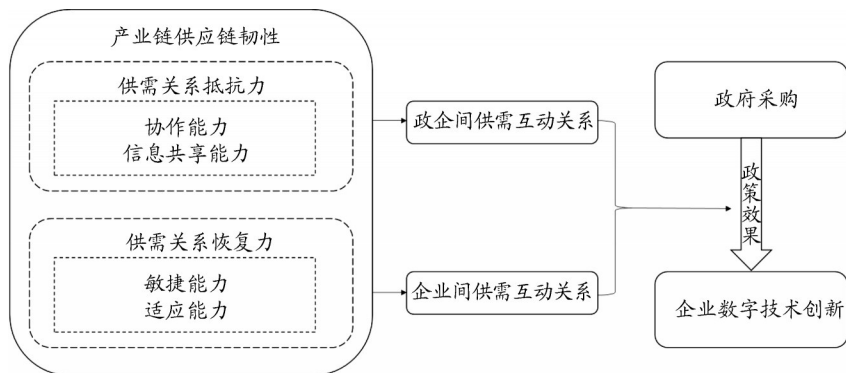 产业链供应链韧性
供需关系抵抗力
协作能力
信息共享能力
供需关系恢复力
敏捷能力
适应能力
政企间供需互动关系
企业间供需互动关系
政府采购
政策效果
企业数字技术创新